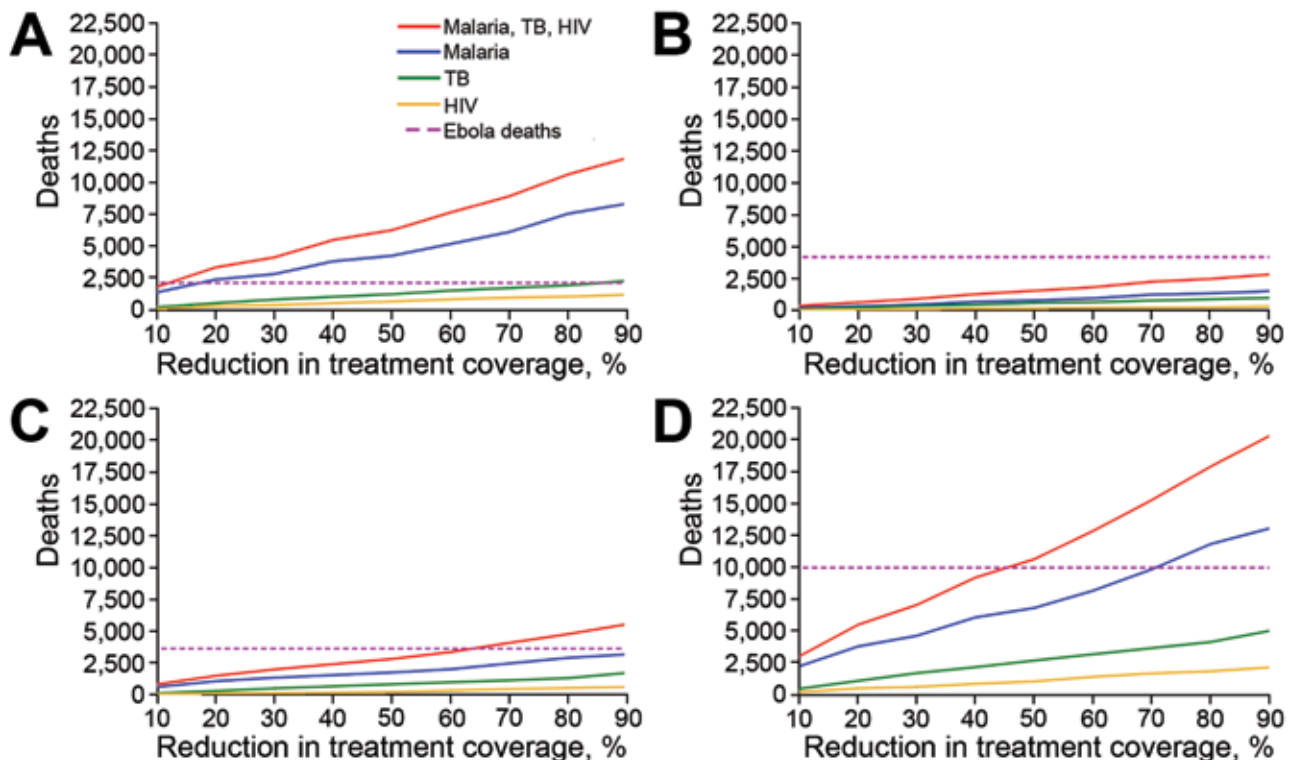 A
22,500
20,000
17,500
15,000
12,500
10,000
7,500
5,000
2,500
0
Deaths
Malaria, TB, HIV
Malaria
TB
HIV
Ebola deaths
10 20 30 40 50 60 70 80 90
Reduction in treatment coverage, %
B
22,500
20,000
17,500
15,000
12,500
10,000
7,500
5,000
2,500
0
Deaths
10 20 30 40 50 60 70 80 90
Reduction in treatment coverage, %
C
22,500
20,000
17,500
15,000
12,500
10,000
7,500
5,000
2,500
0
Deaths
10 20 30 40 50 60 70 80 90
Reduction in treatment coverage, %
D
22,500
20,000
17,500
15,000
12,500
10,000
7,500
5,000
2,500
0
Deaths
10 20 30 40 50 60 70 80 90
Reduction in treatment coverage, %